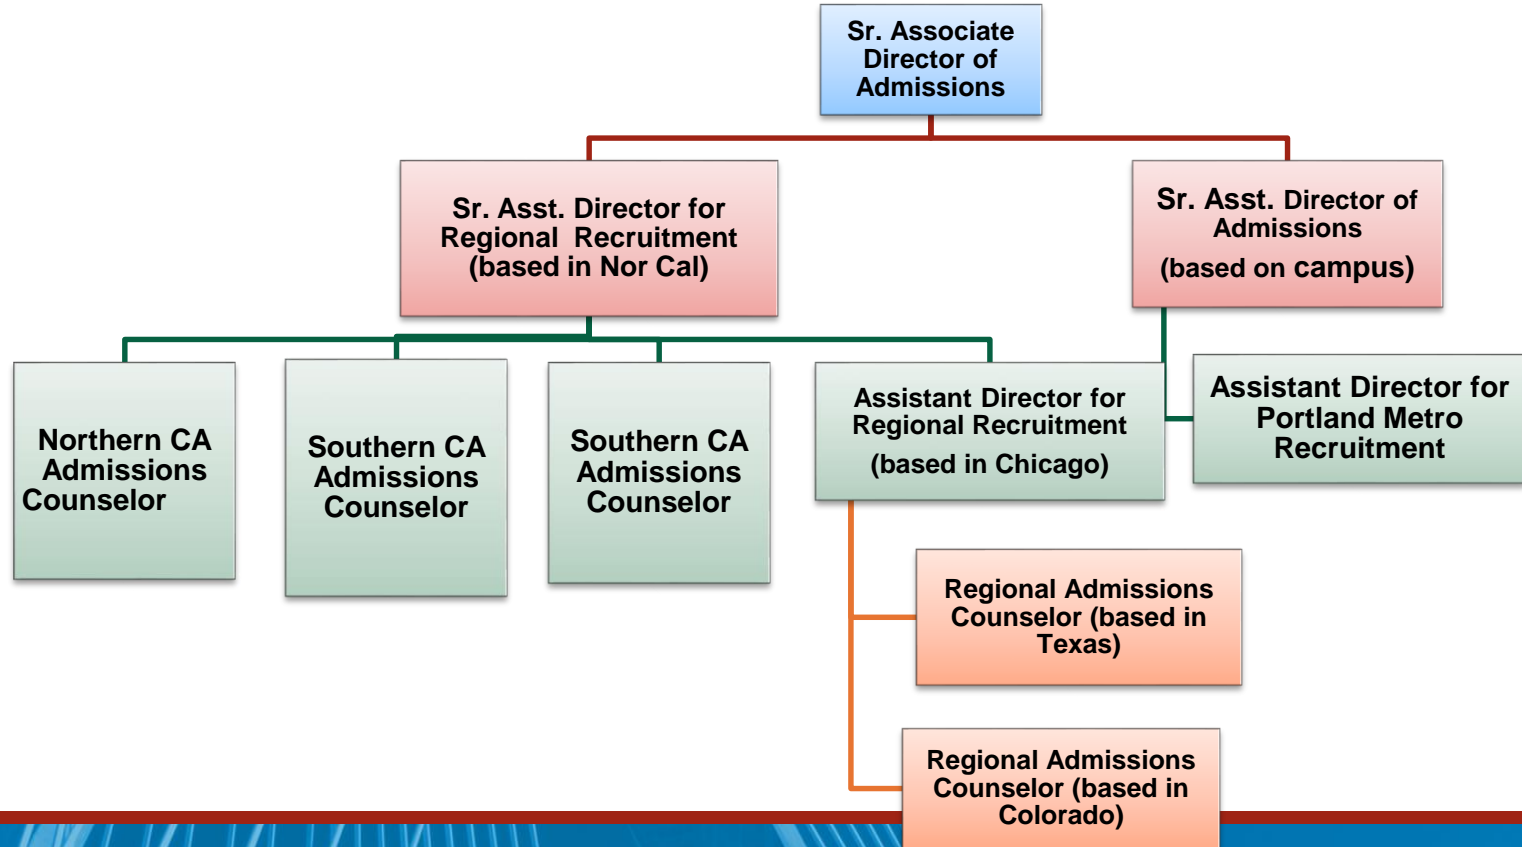 Sr. Associate
Director of
Admissions
Sr. Asst. Director for
Regional Recruitment
(based in Nor Cal)
Sr. Asst. Director of
Admissions
(based on campus)
Northern CA
Admissions
Counselor
Southern CA
Admissions
Counselor
Southern CA
Admissions
Counselor
Assistant Director for
Regional Recruitment
(based in Chicago)
Assistant Director for
Portland Metro
Recruitment
Regional Admissions
Counselor (based in
Texas)
Regional Admissions
Counselor (based in
Colorado)